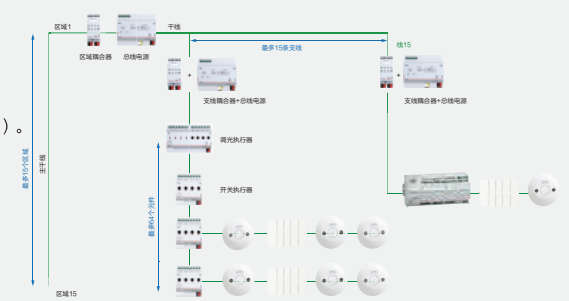 区域1
干线
最多15条支线
线15
区域耦合器
总线电源
+
+
支线耦合器+总线电源
支线耦合器+总线电源
）。
调光执行器
最多15个区域
主干线
开关执行器
最多64个元件
区域15